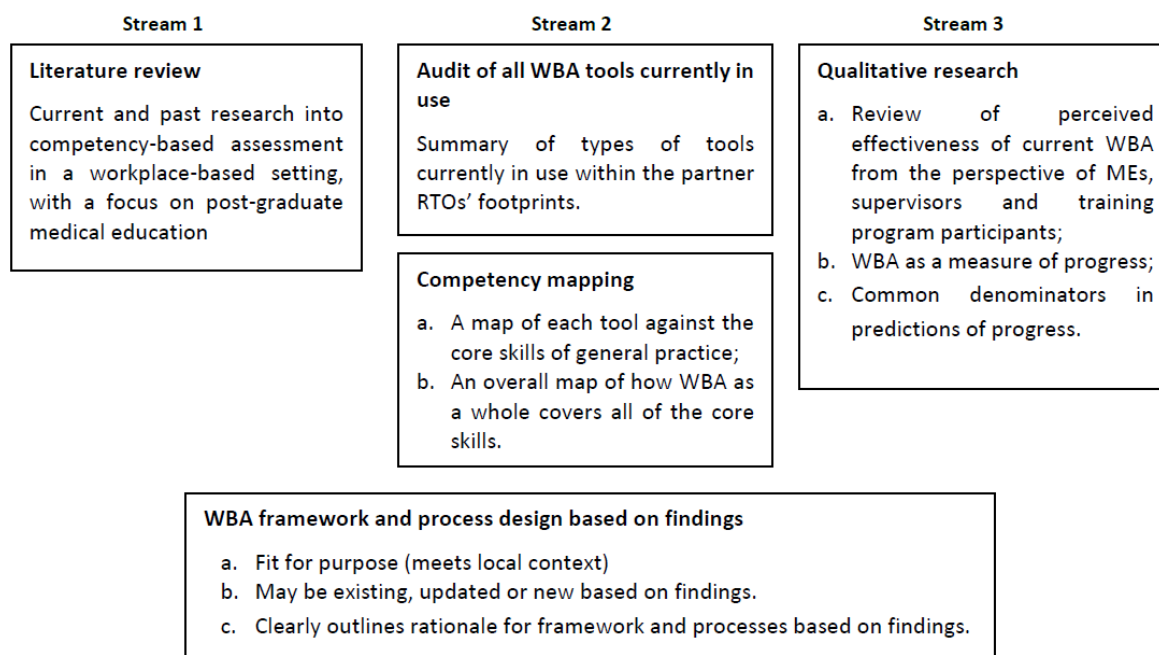 Stream 1
Literature review
Current and past research into
competency-based assessment
in a workplace-based setting,
with a focus on post-graduate
medical education
Stream 2
Audit of all WBA tools currently in
use
Summary of types of tools
currently in use within the partner
RTOs’ footprints.
Competency mapping
a. A map of each tool against the
core skills of general practice;
b. An overall map of how WBA as
a whole covers all of the core
skills.
Stream 3
Qualitative research
a. Review of perceived
effectiveness of current WBA
from the perspective of MEs,
supervisors and training
program participants;
b. WBA as a measure of progress;
c. Common denominators in
predictions of progress.
WBA framework and process design based on findings
a. Fit for purpose (meets local context)
b. May be existing, updated or new based on findings.
c. Clearly outlines rationale for framework and processes based on findings.